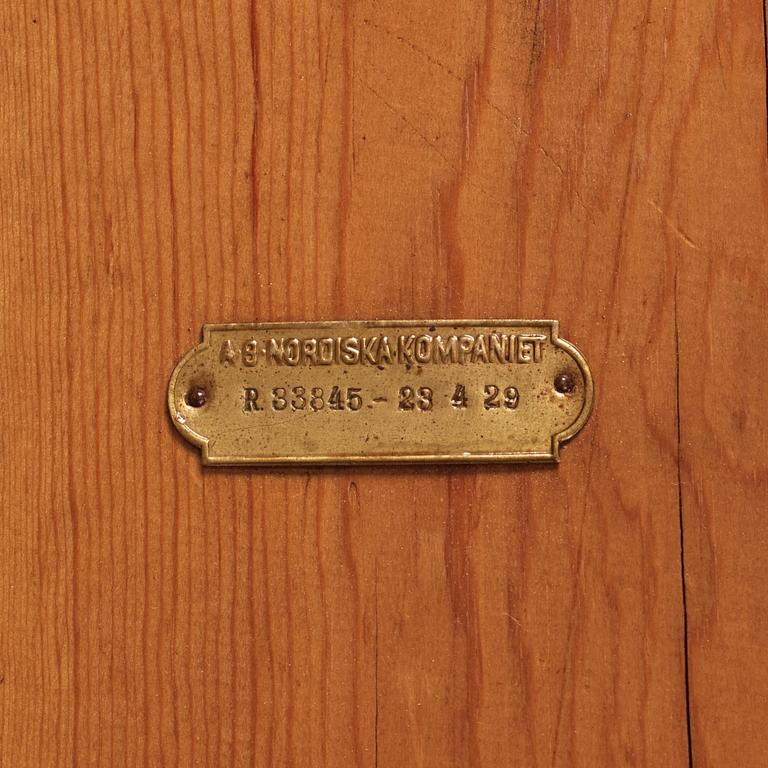 A B·NORDISKA·KOMPANIET
R 33845 - 23 4 29